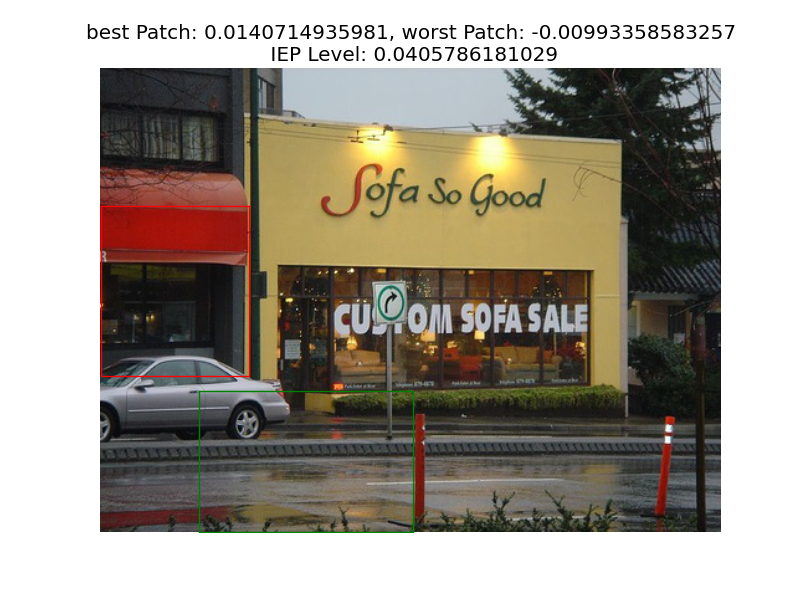 best Patch: 0.0140714935981, worst Patch: -0.00993358583257
IEP Level: 0.0405786181029
Sofa So Good
CUSTOM SOFA SALE